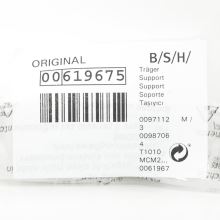 ORIGINAL
00619675
B/S/H/
Träger
Support
Support
Soporte
Taşıyıcı
0097112 M /
3
0098706
4
T1010
MCM2...
0061967